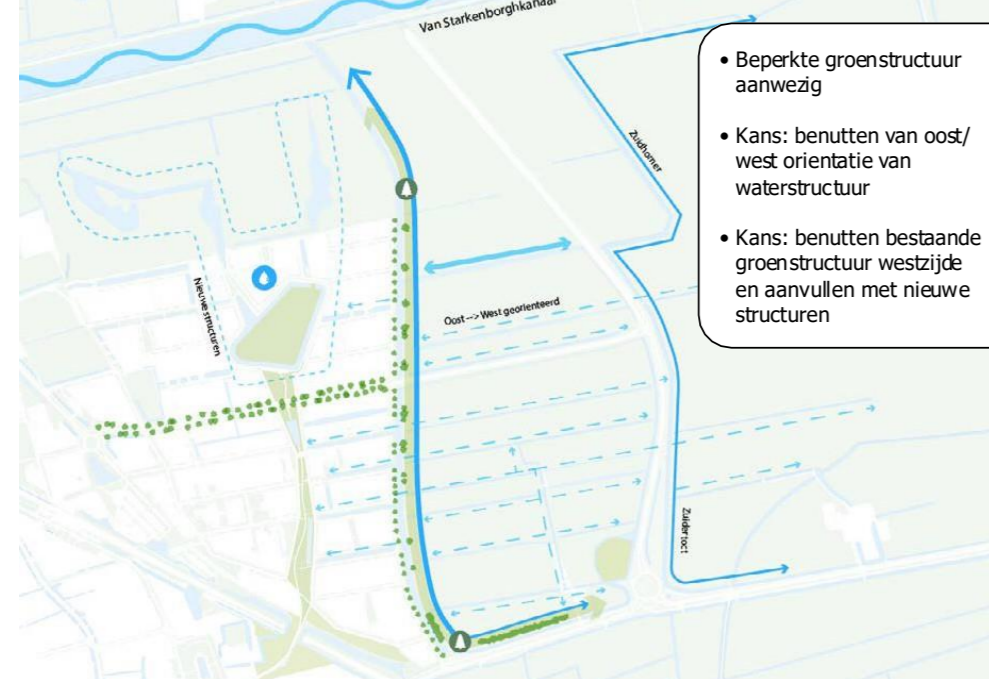 Van Starkenborghkanaal
• Beperkte groenstructuur
aanwezig
• Kans: benutten van oost/
west orientatie van
waterstructuur
• Kans: benutten bestaande
groenstructuur westzijde
en aanvullen met nieuwe
structuren
Zuidhorner
Nieuwe structuren
Oost --> West georienteerd
Zuidertocht